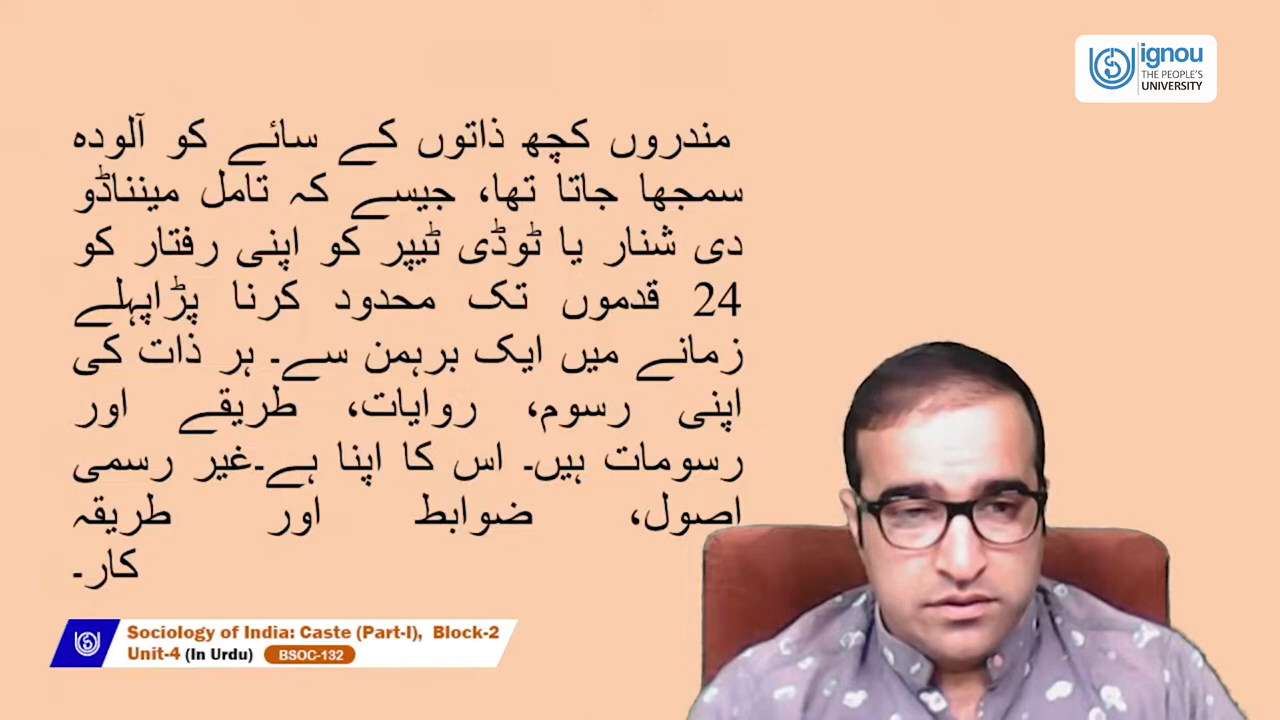 ignou
THE PEOPLE'S
UNIVERSITY
مندروں کچھ ذاتوں کے سائے کو آلودہ
سمجھا جاتا تھا، جیسے کہ تامل میںناڈو
دی شنار یا ٹوڈی ٹیپر کو اپنی رفتار کو
24 قدموں تک محدود کرنا پڑاپہلے
زمانے میں ایک برہمن سے۔ ہر ذات کی
اپنی رسوم، روایات، طریقے اور
رسومات ہیں۔ اس کا اپنا ہے۔غیر رسمی
اصول، ضوابط اور طریقہ
کار۔
Sociology of India: Caste (Part-I), Block-2
Unit-4 (In Urdu) BSOC-132